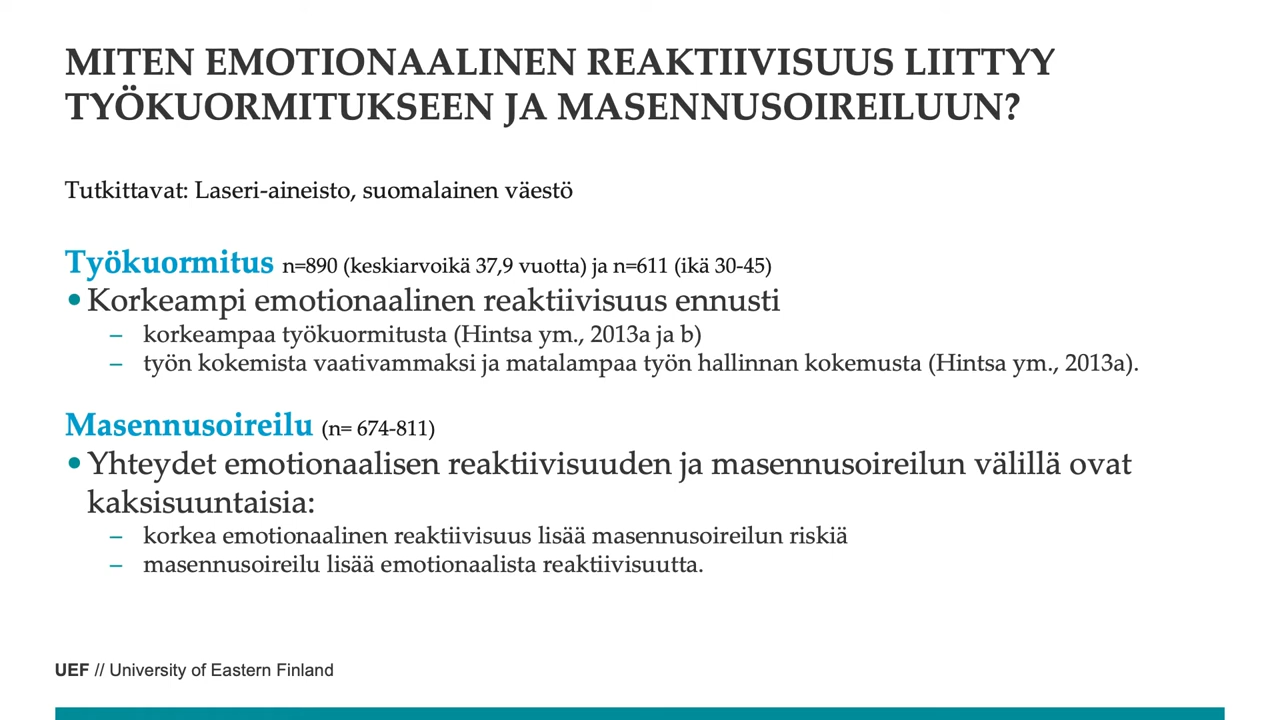 MITEN EMOTIONAALINEN REAKTIIVISUUS LIITTYY
TYÖKUORMITUKSEEN JA MASENNUSOIREILUUN?
Tutkittavat: Laseri-aineisto, suomalainen väestö
Työkuormitus n=890 (keskiarvoikä 37,9 vuotta) ja n=611 (ikä 30-45)
• Korkeampi emotionaalinen reaktiivisuus ennusti
– korkeampaa työkuormitusta (Hintsa ym., 2013a ja b)
– työn kokemista vaativammaksi ja matalampaa työn hallinnan kokemusta (Hintsa ym., 2013a).
Masennusoireilu (n= 674-811)
• Yhteydet emotionaalisen reaktiivisuuden ja masennusoireilun välillä ovat
kaksisuuntaisia:
– korkea emotionaalinen reaktiivisuus lisää masennusoireilun riskiä
– masennusoireilu lisää emotionaalista reaktiivisuutta.
UEF // University of Eastern Finland